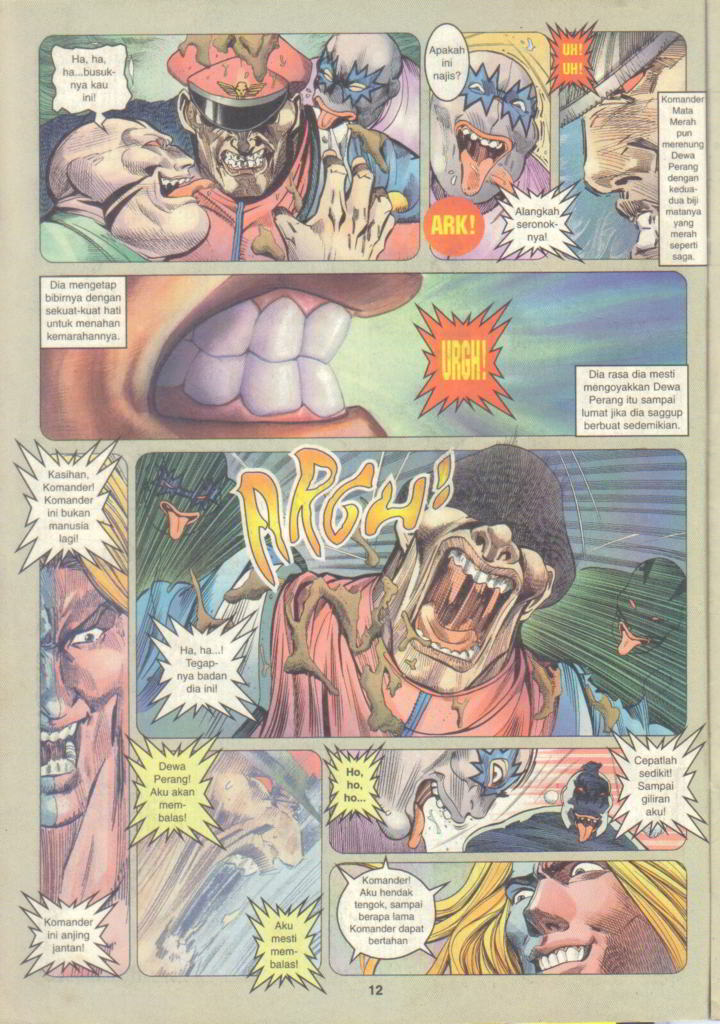 Ha, ha,
ha...busuk-
nya kau
ini!
Apakah
ini
najis?
UH!
UH!
ARK!
Alangkah
seronok-
nya!
Komander
Mata
Merah
pun
merenung
Dewa
Perang
dengan
kedua-
dua biji
matanya
yang
merah
seperti
saga.
Dia mengetap
bibirnya dengan
sekuat-kuat hati
untuk menahan
kemarahannya.
URGH!
Dia rasa dia mesti
mengoyakkan Dewa
Perang itu sampai
lumat jika dia saggup
berbuat sedemikian.
Kasihan,
Komander!
Komander
ini bukan
manusia
lagi!
ARGH!
Ha, ha...!
Tegap-
nya badan
dia ini!
Dewa
Perang!
Aku akan
mem-
balas!
Ho,
ho,
ho...
Cepatlah
sedikit!
Sampai
giliran
aku!
Komander
ini anjing
jantan!
Aku
mesti
mem-
balas!
Komander!
Aku hendak
tengok, sampai
berapa lama
Komander dapat
bertahan
12